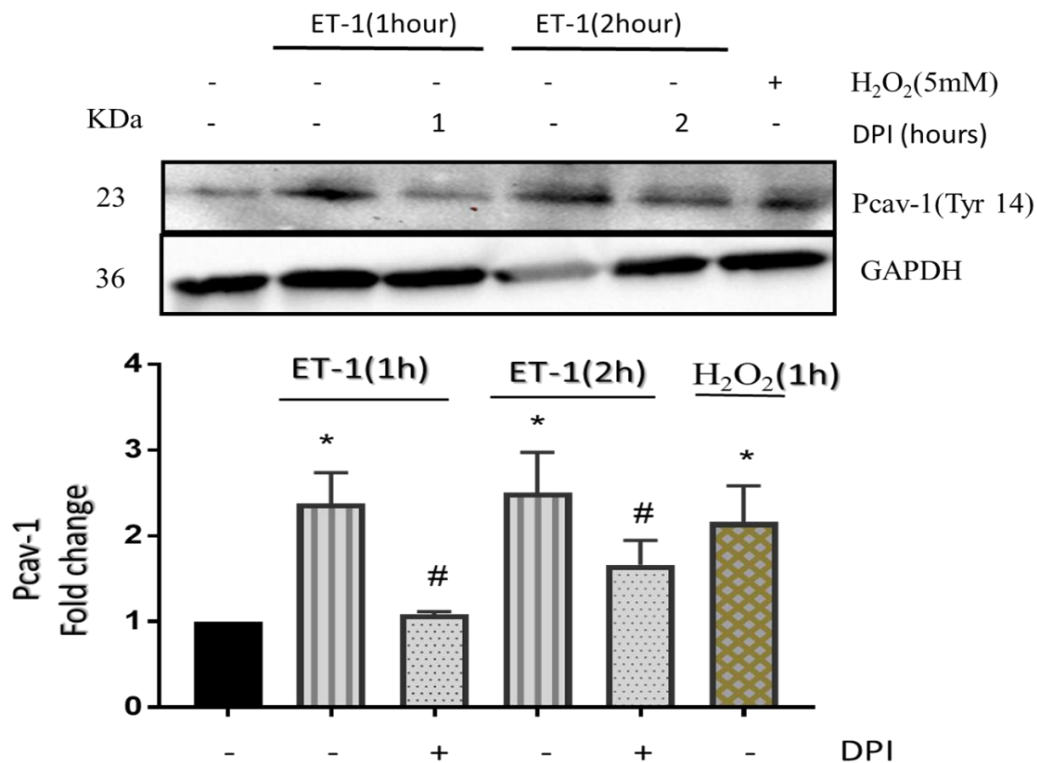 ET-1(1hour) ET-1(2hour)
- - - - - + H₂O₂(5mM)
KDa - - 1 - 2 - DPI (hours)
23 Pcav-1(Tyr 14)
36 GAPDH
4
ET-1(1h) ET-1(2h) H₂O₂(1h)
* * *
3
# #
2
1
0
Pcav-1
Fold change
- - + - + - DPI